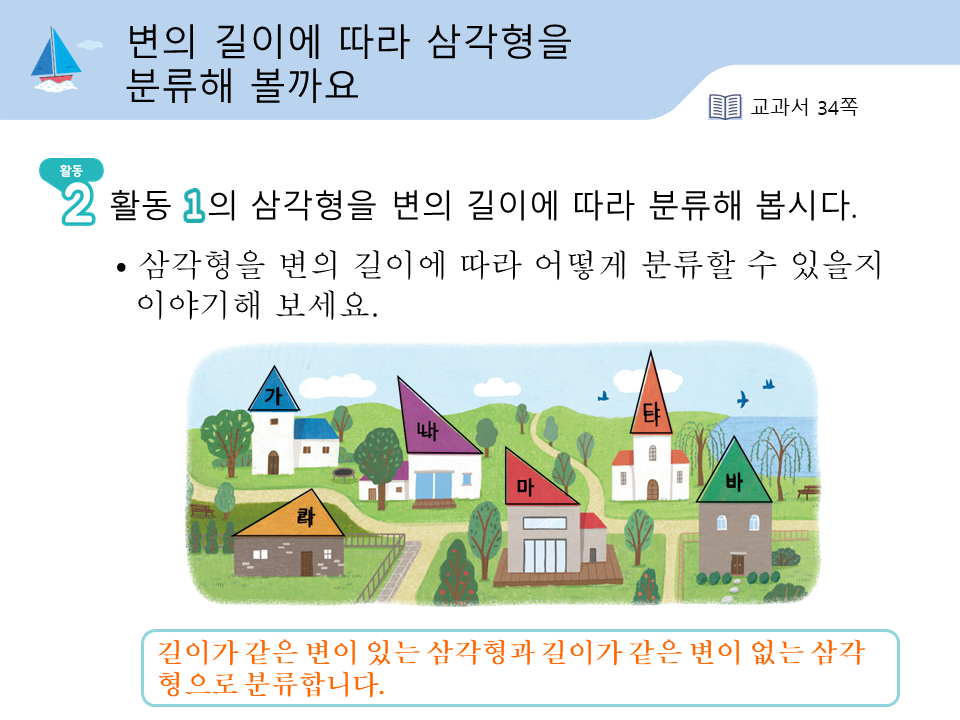 변의 길이에 따라 삼각형을
분류해 볼까요
교과서 34쪽
활동
2 활동 1의 삼각형을 변의 길이에 따라 분류해 봅시다.
• 삼각형을 변의 길이에 따라 어떻게 분류할 수 있을지
이야기해 보세요.
가
나
타
마
바
길이가 같은 변이 있는 삼각형과 길이가 같은 변이 없는 삼각
형으로 분류합니다.